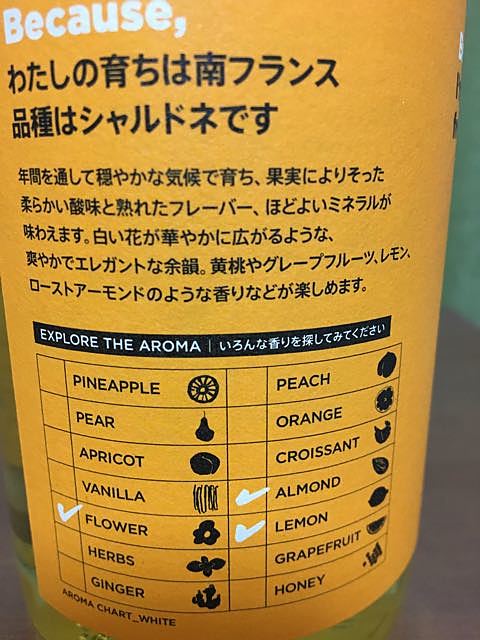 Because,
わたしの育ちは南フランス
品種はシャルドネです
年間を通して穏やかな気候で育ち、果実によりそった
柔らかい酸味と熟れたフレーバー、ほどよいミネラルが
味わえます。白い花が華やかに広がるような、
爽やかでエレガントな余韻。黄桃やグレープフルーツ、レモン、
ローストアーモンドのような香りなどが楽しめます。
EXPLORE THE AROMA | いろんな香りを探してみてください
PINEAPPLE
PEAR
APRICOT
VANILLA
FLOWER
HERBS
GINGER
PEACH
ORANGE
CROISSANT
ALMOND
LEMON
GRAPEFRUIT
HONEY
AROMA CHART_WHITE